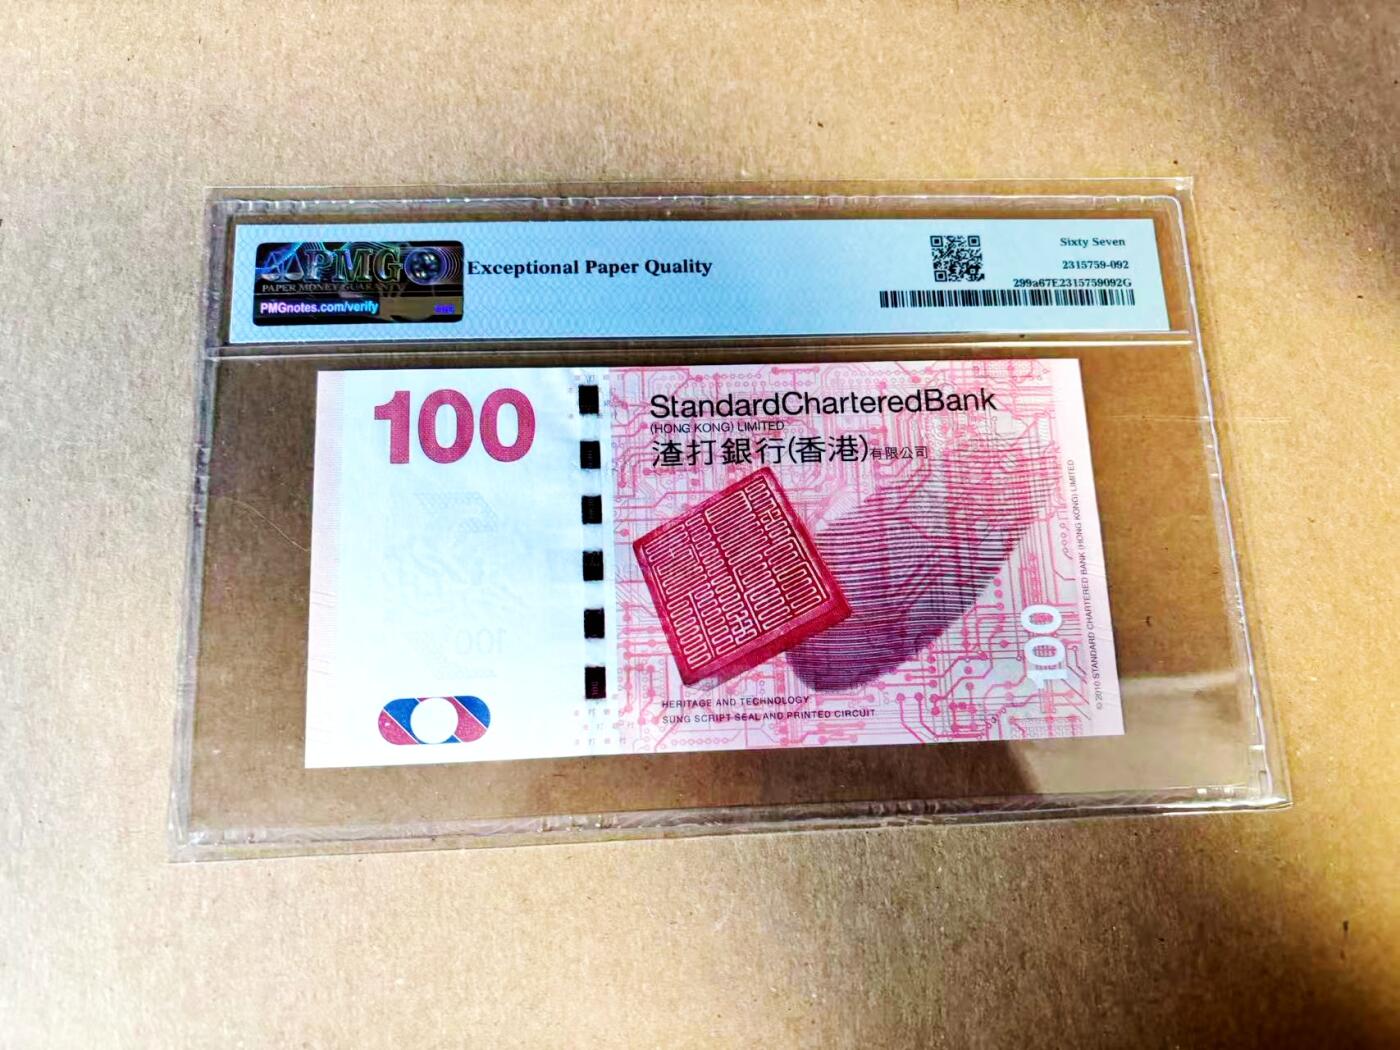 PMG
PAPER MONEY GUARANTY
PMGnotes.com/verify
Exceptional Paper Quality
Sixty Seven
2315759-092
299a67E2315759092G
100
StandardCharteredBank
(HONG KONG) LIMITED
渣打銀行(香港)有限公司
100
HERITAGE AND TECHNOLOGY
SUNG SCRIPT SEAL AND PRINTED CIRCUIT
100
© 2010 STANDARD CHARTERED BANK (HONG KONG) LIMITED